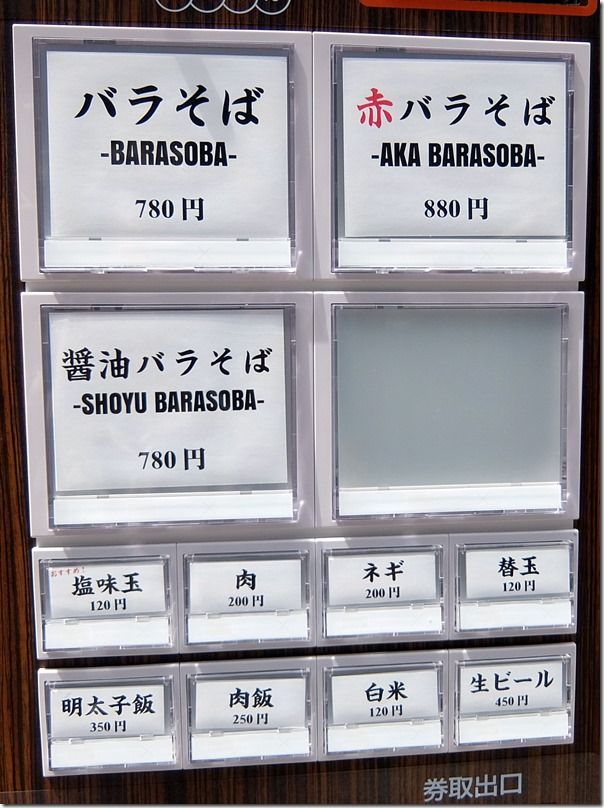 バラそば
-BARASOBA-
780円
赤バラそば
-AKA BARASOBA-
880円
醤油バラそば
-SHOYU BARASOBA-
780円
おすすめ！
塩味玉
120円
肉
200円
ネギ
200円
替玉
120円
明太子飯
350円
肉飯
250円
白米
120円
生ビール
450円
券取出口